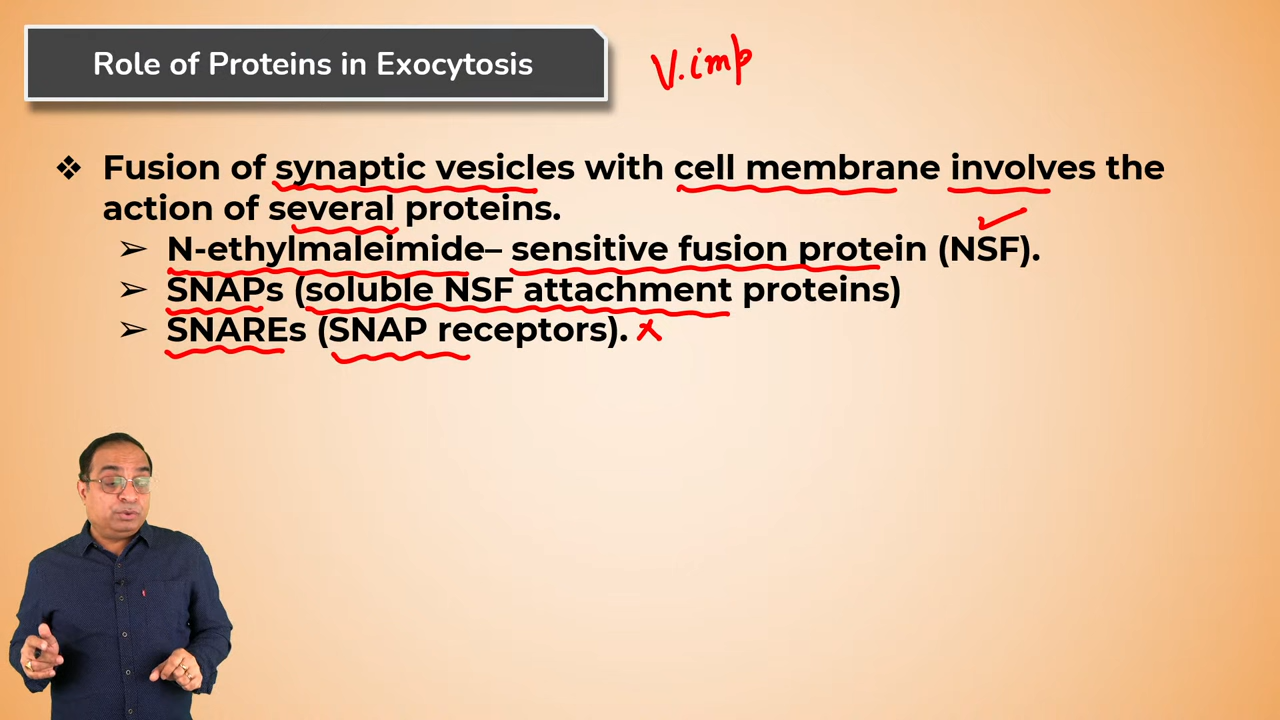 Role of Proteins in Exocytosis
V.imp
❖ Fusion of synaptic vesicles with cell membrane involves the
action of several proteins.
➢ N-ethylmaleimide– sensitive fusion protein (NSF).
➢ SNAPs (soluble NSF attachment proteins)
➢ SNAREs (SNAP receptors).